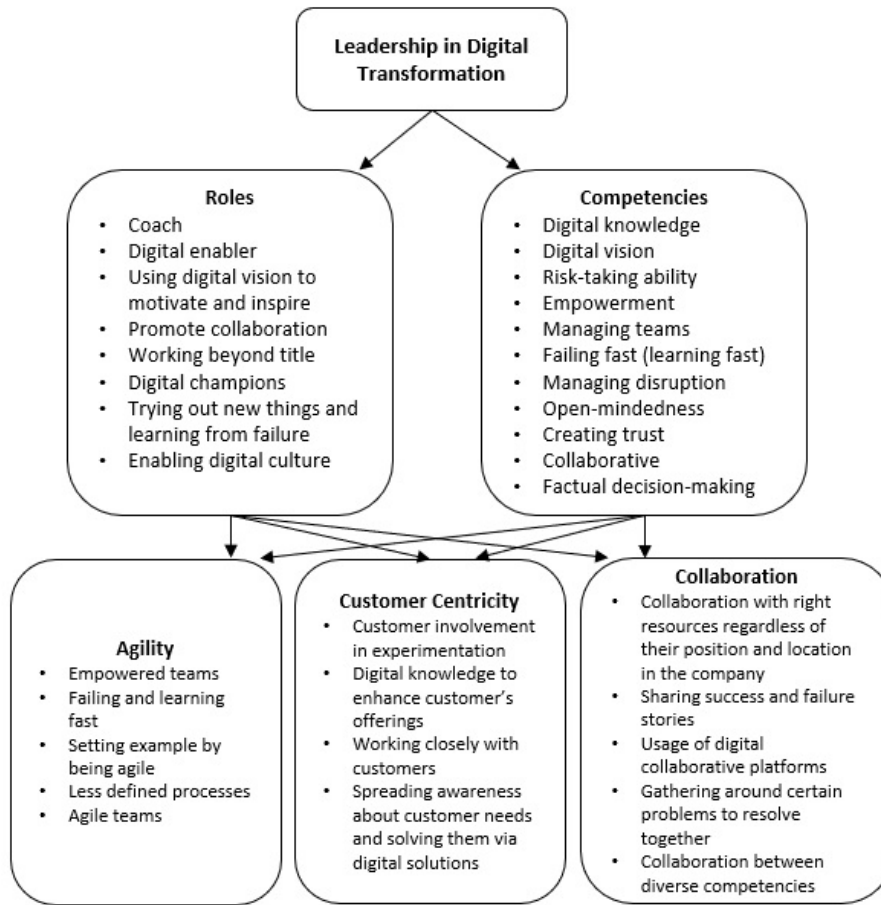 Leadership in Digital
Transformation
Roles
• Coach
• Digital enabler
• Using digital vision to
motivate and inspire
• Promote collaboration
• Working beyond title
• Digital champions
• Trying out new things and
learning from failure
• Enabling digital culture
Competencies
• Digital knowledge
• Digital vision
• Risk-taking ability
• Empowerment
• Managing teams
• Failing fast (learning fast)
• Managing disruption
• Open-mindedness
• Creating trust
• Collaborative
• Factual decision-making
Agility
• Empowered teams
• Failing and learning
fast
• Setting example by
being agile
• Less defined processes
• Agile teams
Customer Centricity
• Customer involvement
in experimentation
• Digital knowledge to
enhance customer's
offerings
• Working closely with
customers
• Spreading awareness
about customer needs
and solving them via
digital solutions
Collaboration
• Collaboration with right
resources regardless of
their position and location
in the company
• Sharing success and failure
stories
• Usage of digital
collaborative platforms
• Gathering around certain
problems to resolve
together
• Collaboration between
diverse competencies